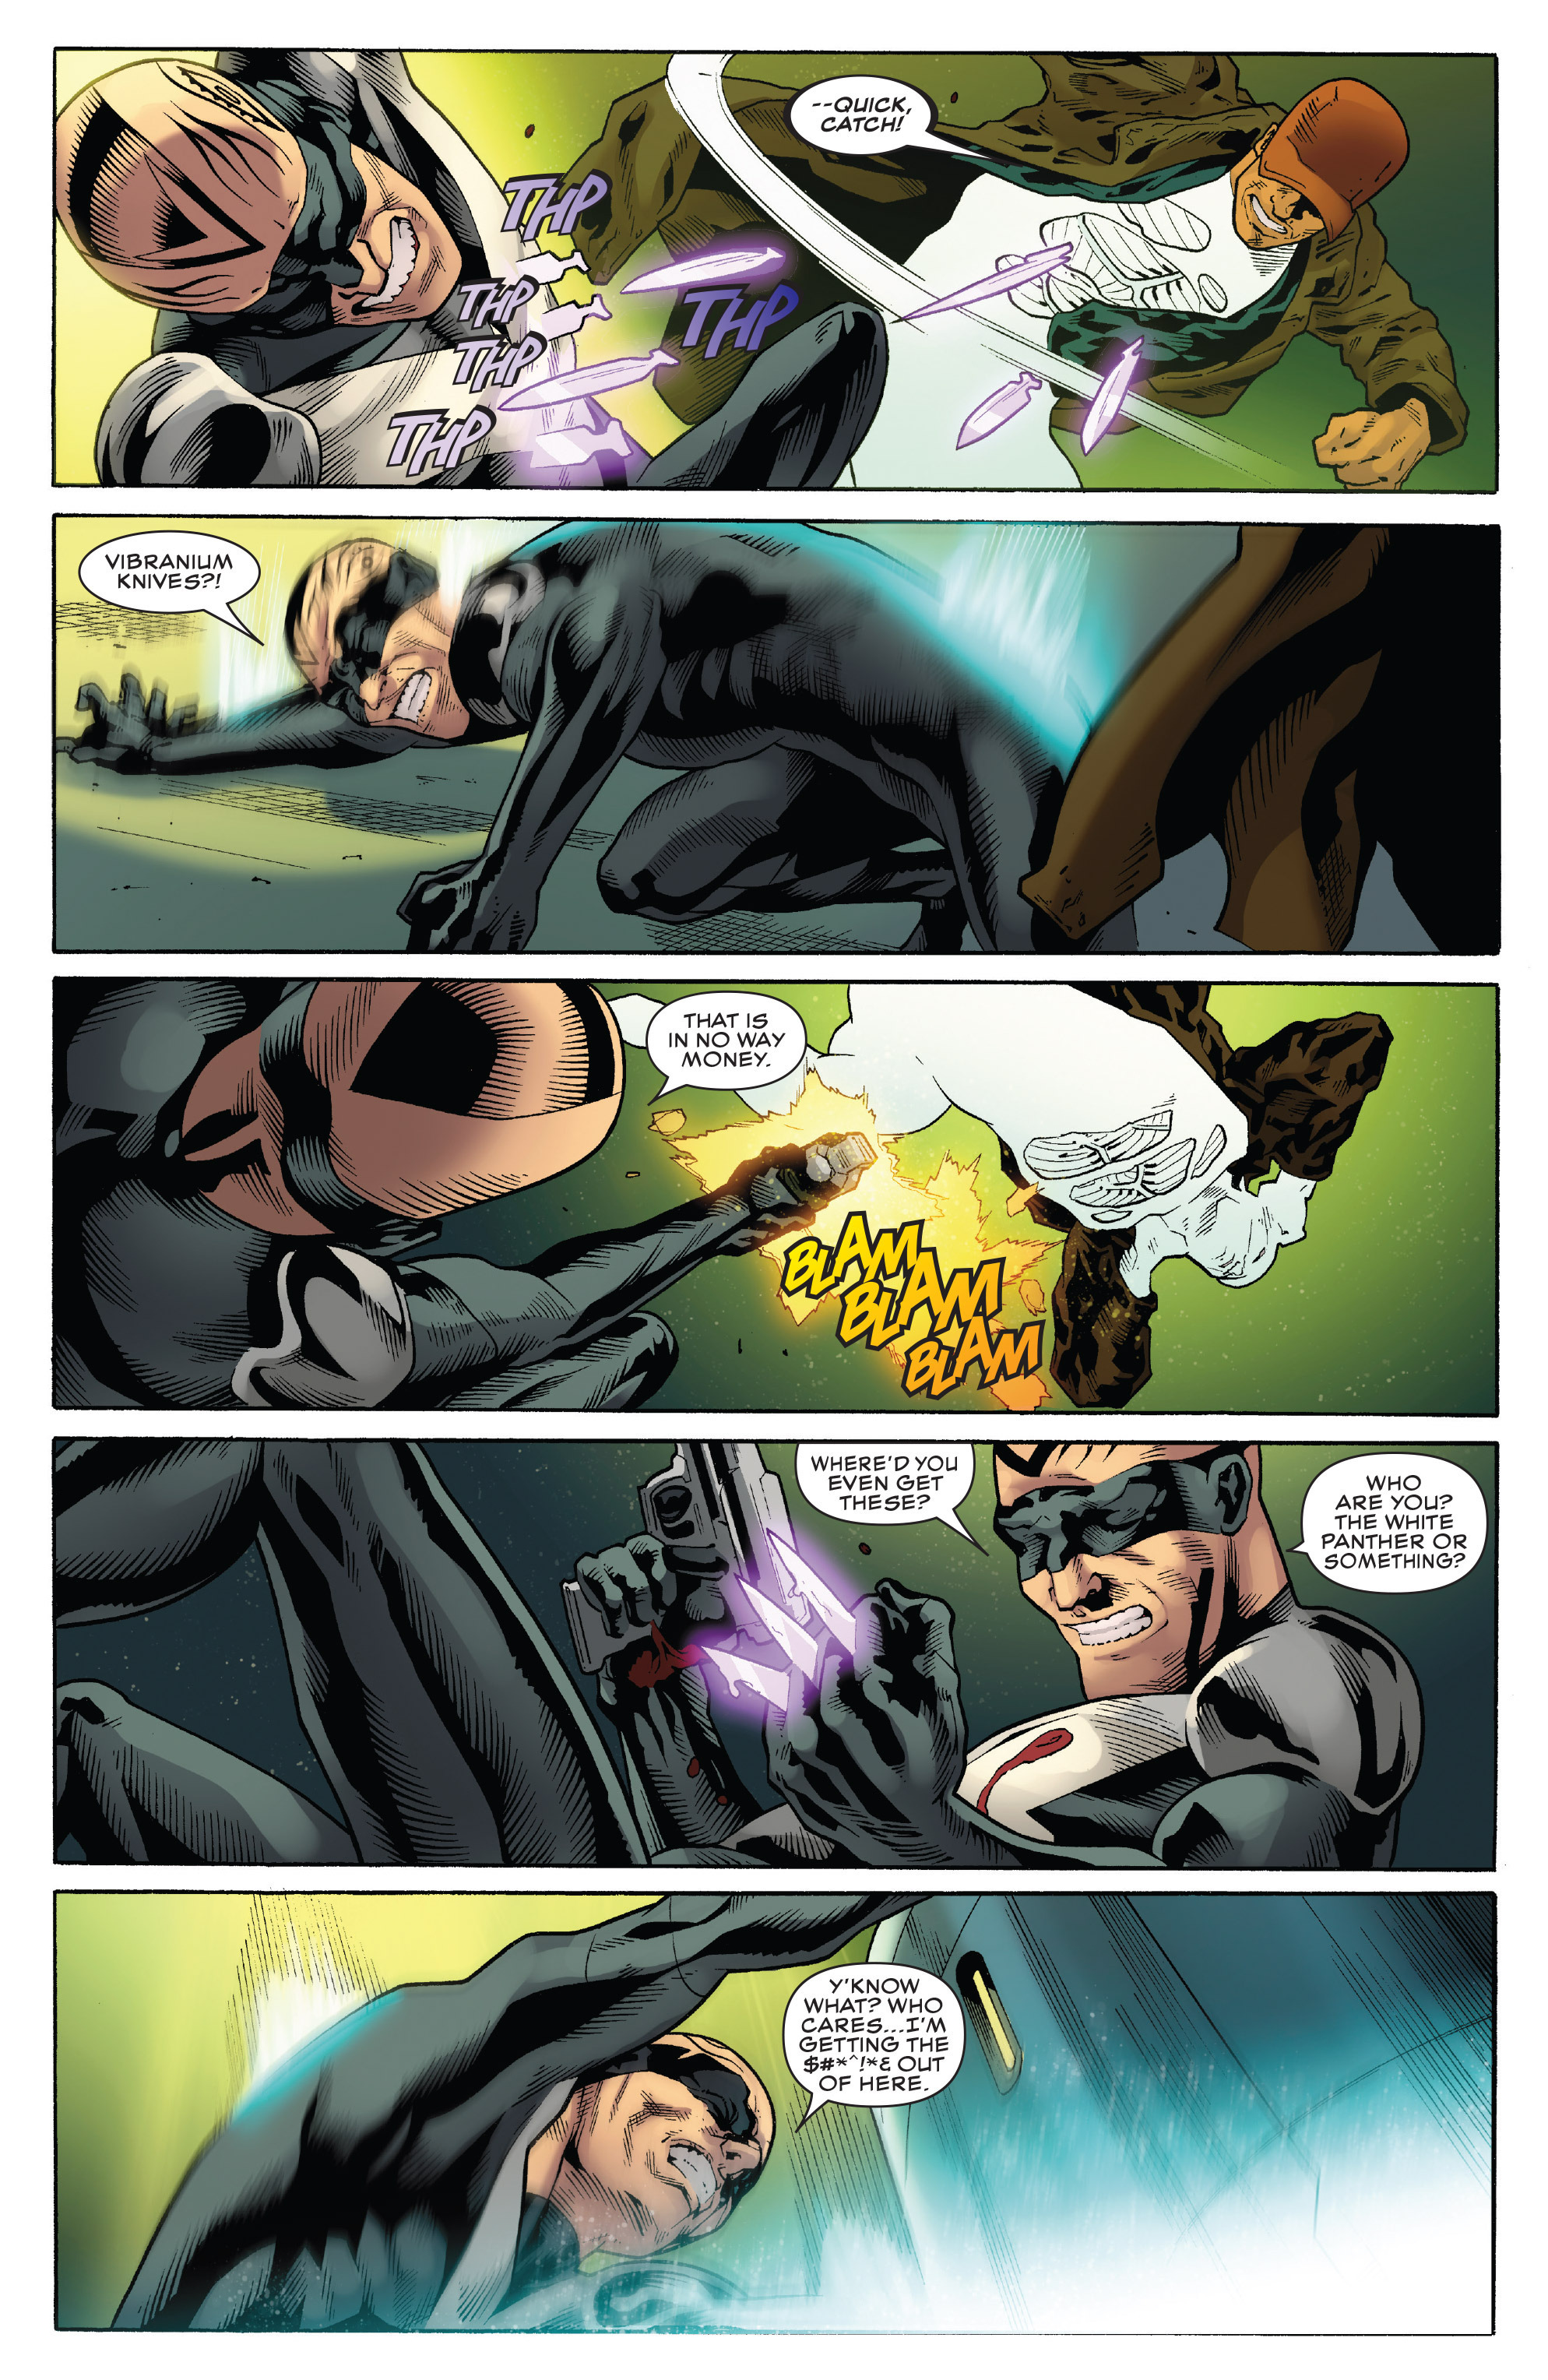 --QUICK,
CATCH!
THP
THP
THP
THP
THP
VIBRANIUM
KNIVES?!
THAT IS
IN NO WAY
MONEY.
BLAM
BLAM
BLAM
WHERE'D YOU
EVEN GET
THESE?
WHO
ARE YOU?
THE WHITE
PANTHER OR
SOMETHING?
Y'KNOW
WHAT? WHO
CARES...I'M
GETTING THE
$#*^!*& OUT
OF HERE.